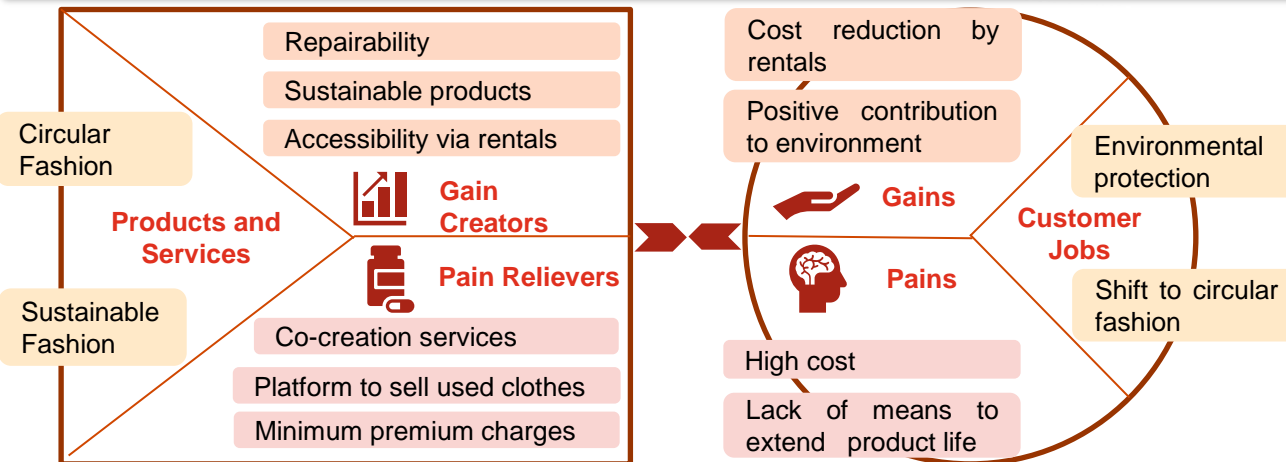 Repairability
Sustainable products
Accessibility via rentals
Circular
Fashion
Gain
Creators
Products and
Services
Pain Relievers
Sustainable
Fashion
Co-creation services
Platform to sell used clothes
Minimum premium charges
Cost reduction by
rentals
Positive contribution
to environment
Environmental
protection
Gains
Customer
Jobs
Pains
Shift to circular
fashion
High cost
Lack of means to
extend product life